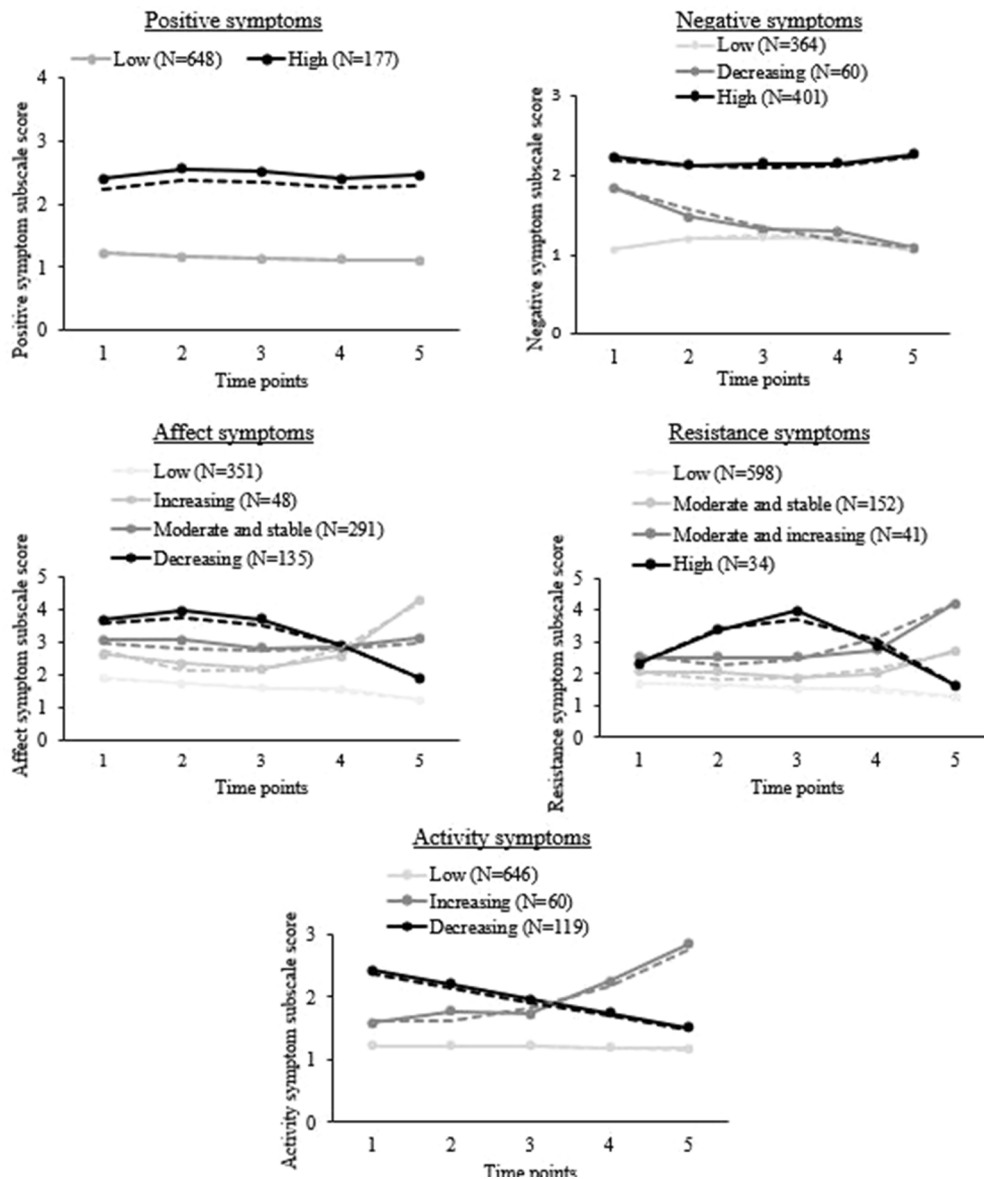 Positive symptoms
Low (N=648) High (N=177)
Positive symptom subscale score
4
3
2
1
0
1 2 3 4 5
Time points
Negative symptoms
Low (N=364)
Decreasing (N=60)
High (N=401)
Negative symptom subscale score
3
2
1
0
1 2 3 4 5
Time points
Affect symptoms
Low (N=351)
Increasing (N=48)
Moderate and stable (N=291)
Decreasing (N=135)
Affect symptom subscale score
5
4
3
2
1
0
1 2 3 4 5
Time points
Resistance symptoms
Low (N=598)
Moderate and stable (N=152)
Moderate and increasing (N=41)
High (N=34)
Resistance symptom subscale score
5
4
3
2
1
0
1 2 3 4 5
Time points
Activity symptoms
Low (N=646)
Increasing (N=60)
Decreasing (N=119)
Activity symptom subscale score
3
2
1
0
1 2 3 4 5
Time points